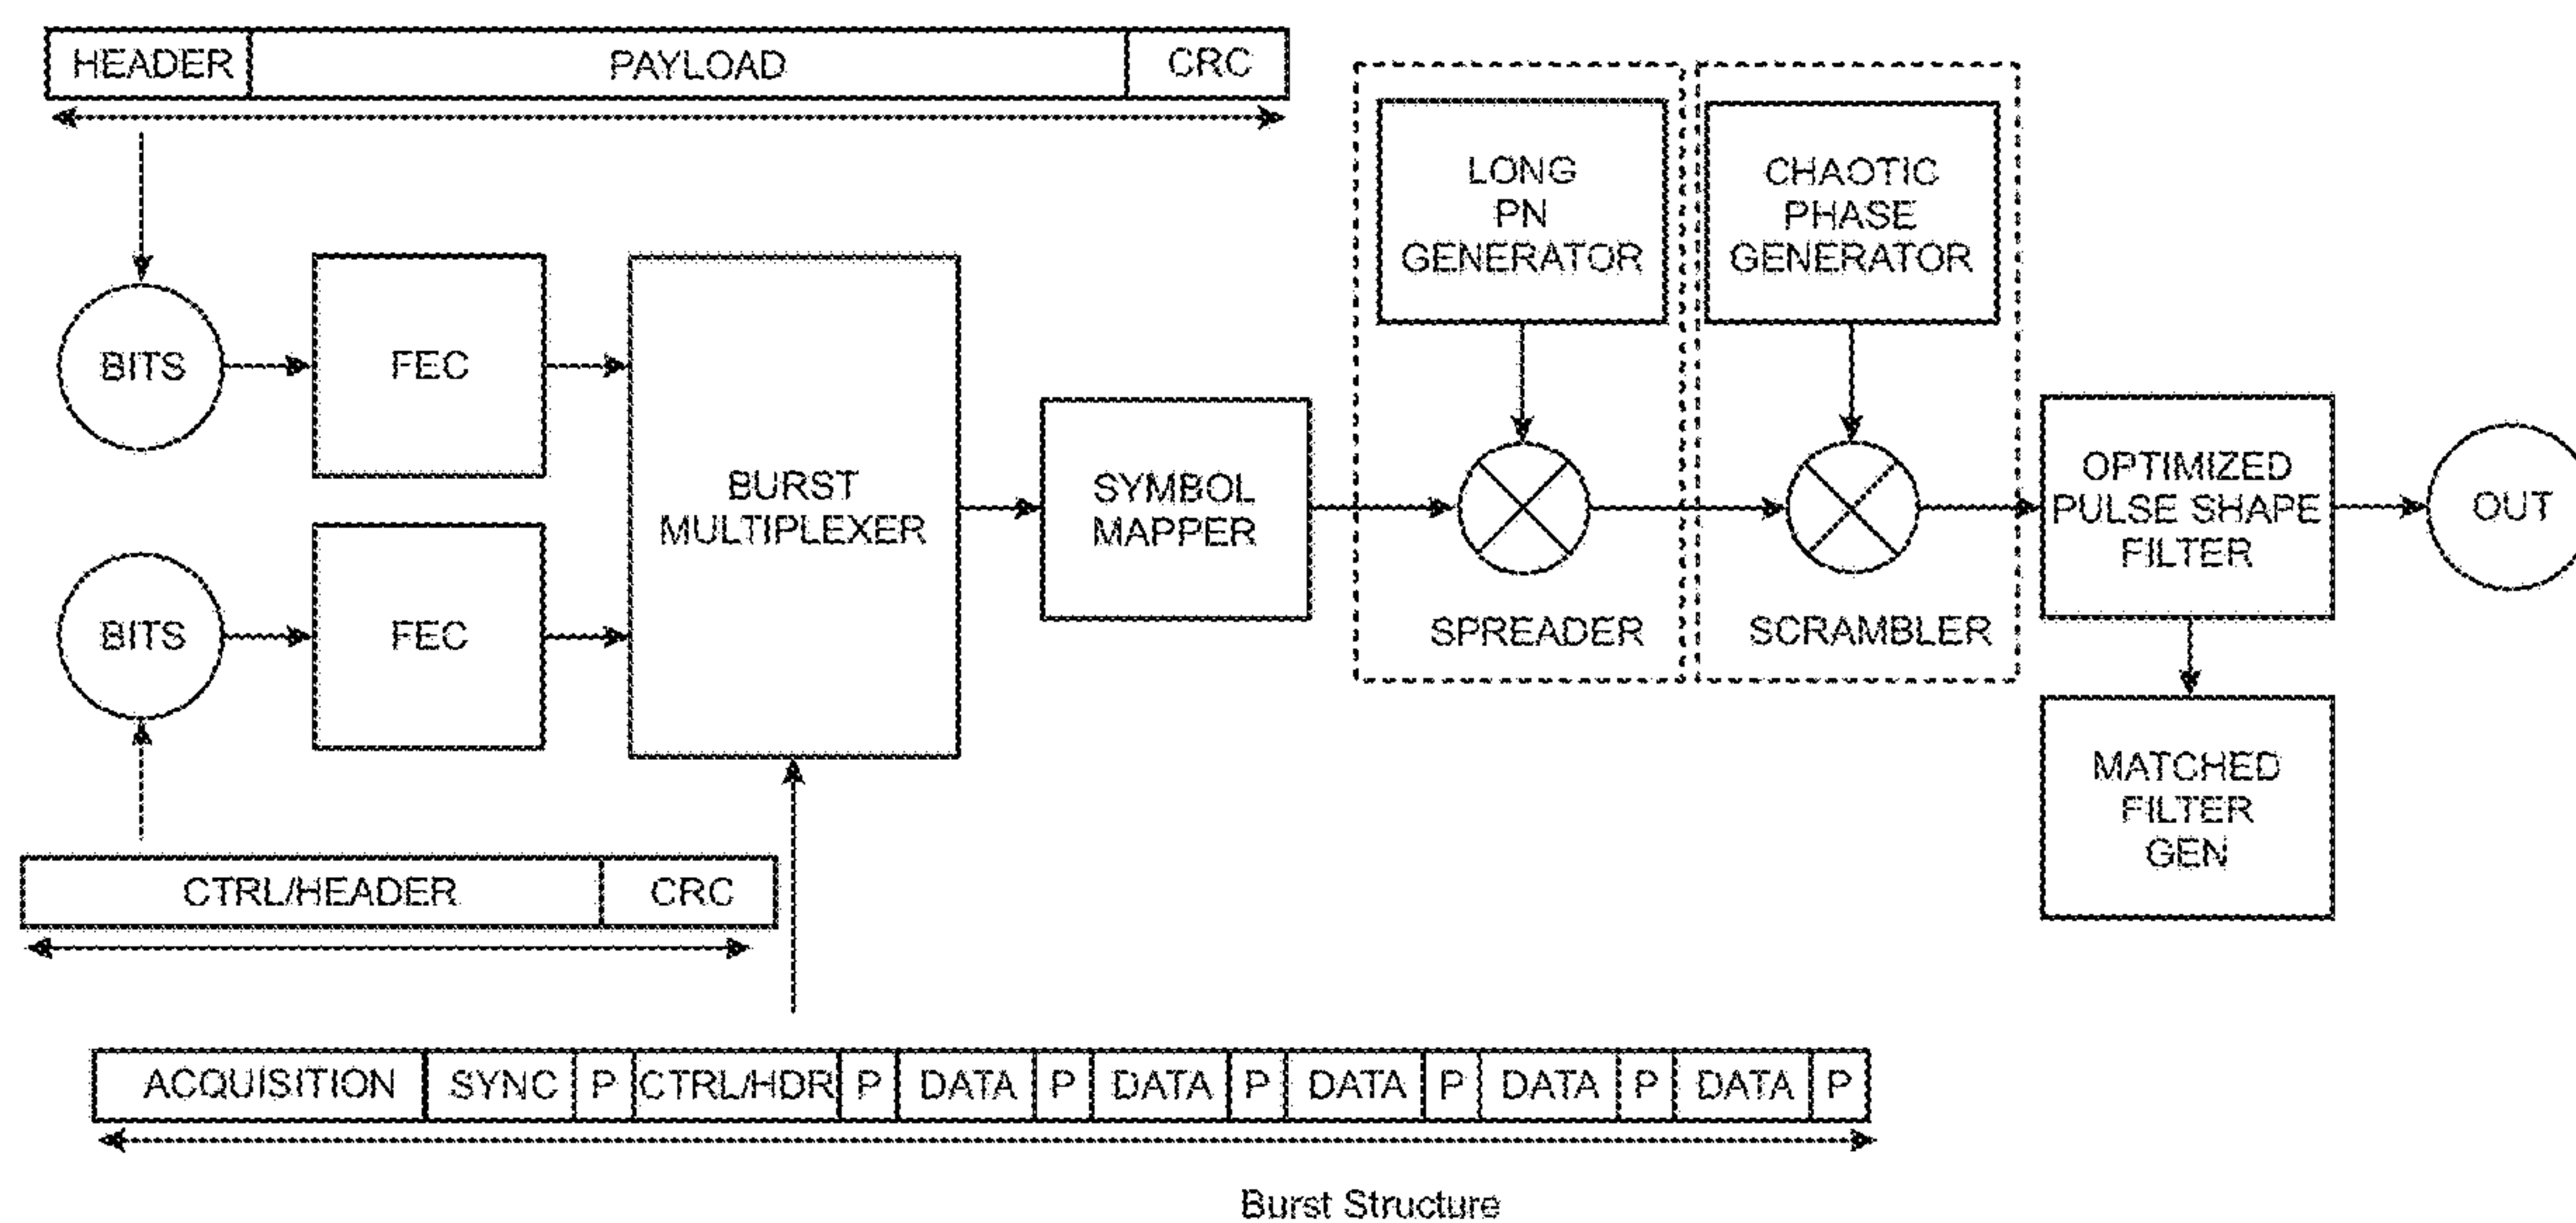 HEADER PAYLOAD CRC
LONG
PN
GENERATOR
CHAOTIC
PHASE
GENERATOR
BITS
FEC
BITS
FEC
BURST
MULTIPLEXER
SYMBOL
MAPPER
SPREADER
SCRAMBLER
OPTIMIZED
PULSE SHAPE
FILTER
OUT
MATCHED
FILTER
GEN
CTRL/HEADER CRC
ACQUISITION SYNC P CTRL/HDR P DATA P DATA P DATA P DATA P DATA P
Burst Structure